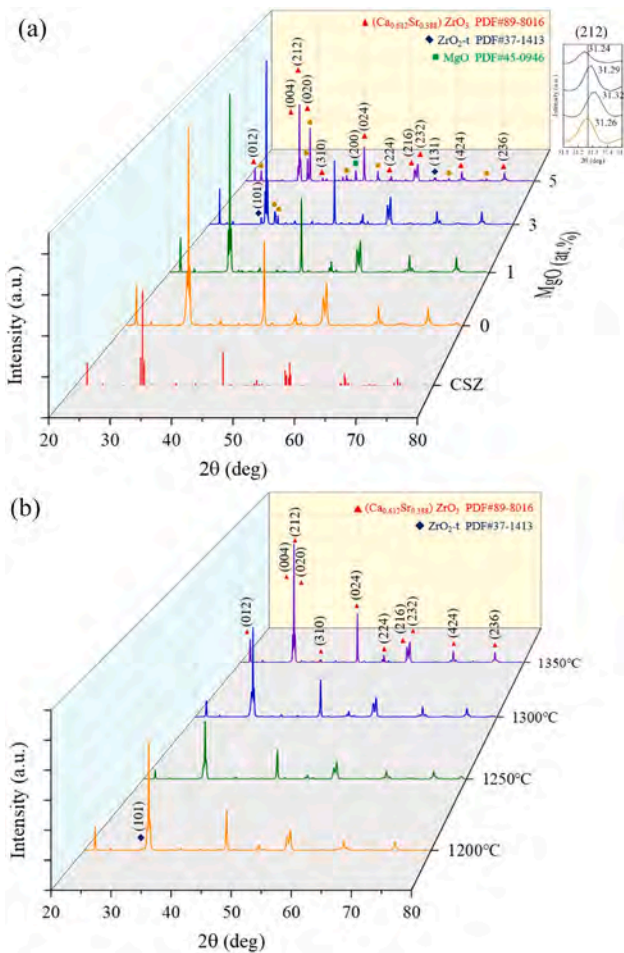 (a)
▲ (Ca0.612Sr0.388) ZrO3 PDF#89-8016
◆ ZrO2-t PDF#37-1413
■ MgO PDF#45-0946
(212)
31.24
31.29
31.32
31.26
Intensity (a.u.)
2θ (deg)
(212)
(004)
(020)
(012)
(310)
(200)
(024)
(224)
(216)
(232)
(131)
(424)
(236)
(101)
5
3
1
0
CSZ
MgO (at.%)
Intensity (a.u.)
20 30 40 50 60 70 80
2θ (deg)
(b)
▲ (Ca0.612Sr0.388) ZrO3 PDF#89-8016
◆ ZrO2-t PDF#37-1413
(212)
(004)
(020)
(012)
(310)
(024)
(224)
(216)
(232)
(424)
(236)
(101)
1350℃
1300℃
1250℃
1200℃
Intensity (a.u.)
20 30 40 50 60 70 80
2θ (deg)